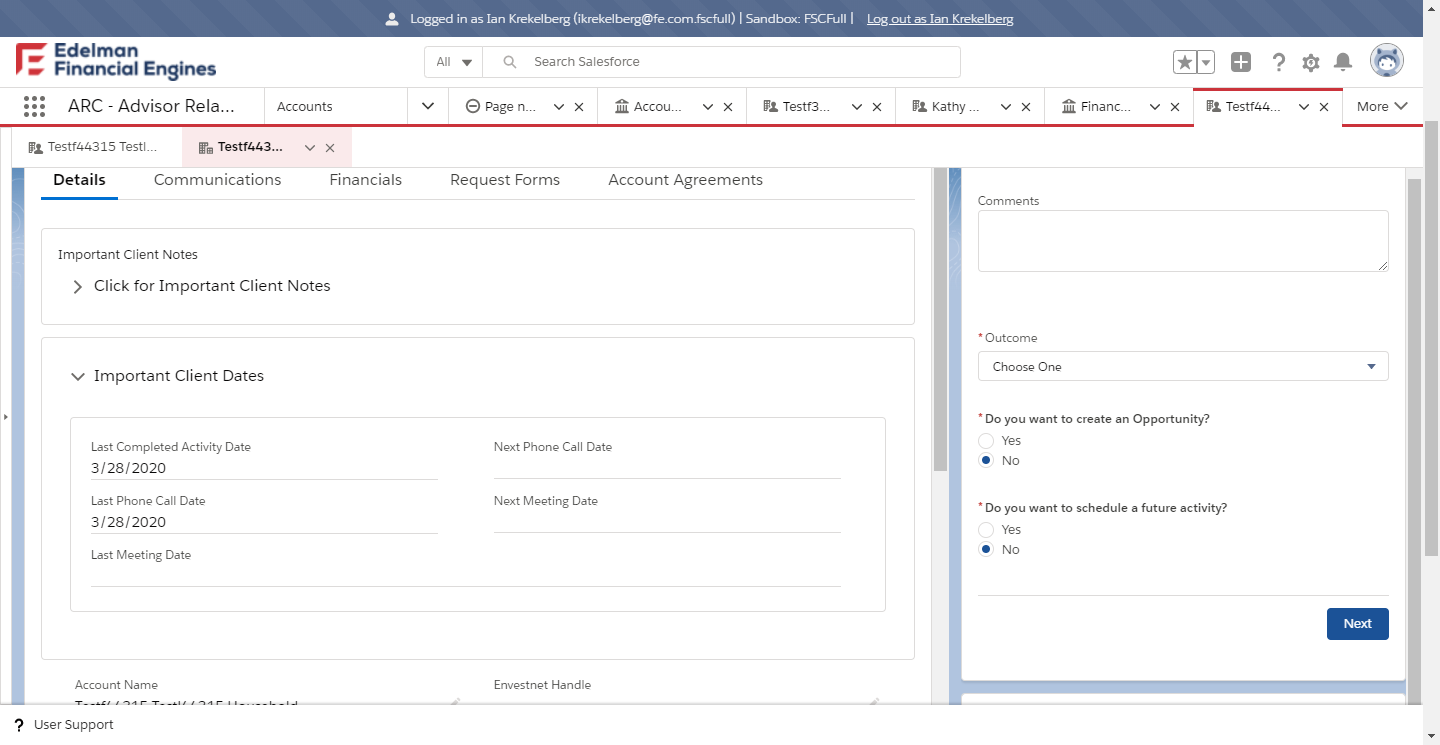 Logged in as Ian Krekelberg (ikrekelberg@fe.com.fscfull) | Sandbox: FSCFull | Log out as Ian Krekelberg
Edelman
Financial Engines
All Search Salesforce
ARC - Advisor Rela... Accounts Page n... Accou... Testf3... Kathy ... Financ... Testf44... More
Testf44315 Testl... Testf443...
Details Communications Financials Request Forms Account Agreements
Important Client Notes
Click for Important Client Notes
Important Client Dates
Last Completed Activity Date Next Phone Call Date
3/28/2020
Last Phone Call Date Next Meeting Date
3/28/2020
Last Meeting Date
Account Name Envestnet Handle
Testf44315 Testl44315 Household
Comments
*Outcome
Choose One
*Do you want to create an Opportunity?
Yes
No
*Do you want to schedule a future activity?
Yes
No
Next
? User Support